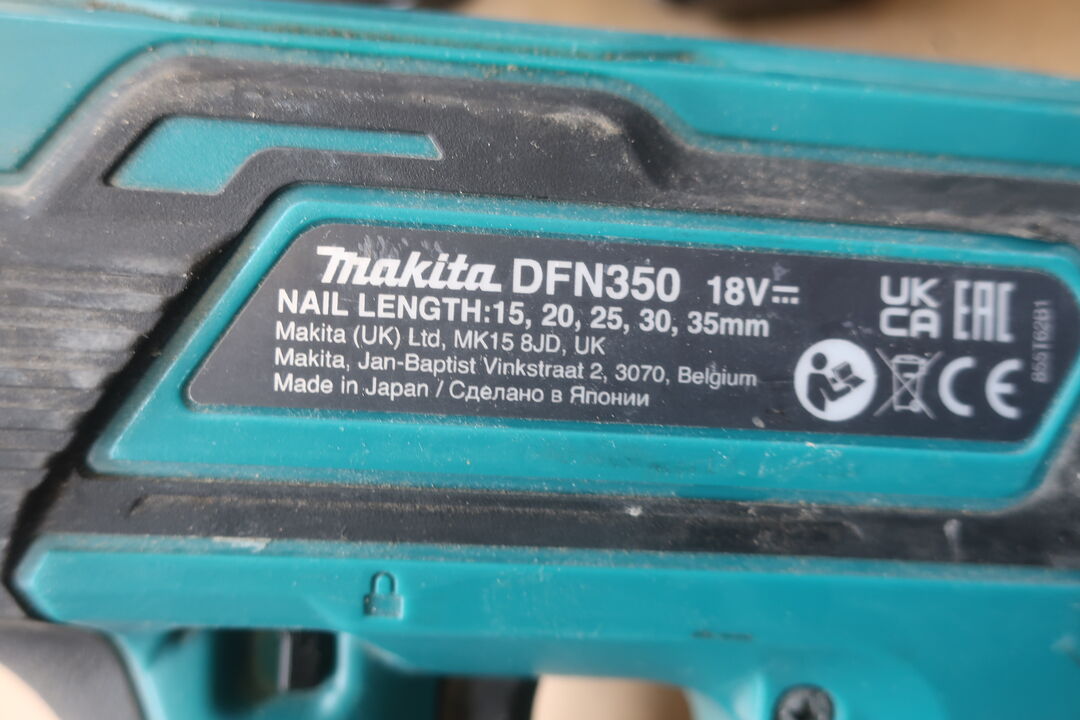 makita DFN350 18V
NAIL LENGTH:15, 20, 25, 30, 35mm
Makita (UK) Ltd, MK15 8JD, UK
Makita, Jan-Baptist Vinkstraat 2, 3070, Belgium
Made in Japan / Сделано в Японии
UK
CA
EAC
CE
855T62B1